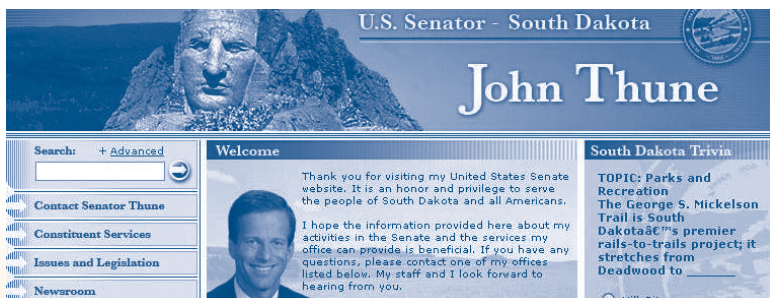 U.S. Senator - South Dakota
John Thune
Search: + Advanced
Contact Senator Thune
Constituent Services
Issues and Legislation
Newsroom
Welcome
Thank you for visiting my United States Senate
website. It is an honor and privilege to serve
the people of South Dakota and all Americans.
I hope the information provided here about my
activities in the Senate and the services my
office can provide is beneficial. If you have any
questions, please contact one of my offices
listed below. My staff and I look forward to
hearing from you.
South Dakota Trivia
TOPIC: Parks and
Recreation
The George S. Mickelson
Trail is South
Dakotaâ€™s premier
rails-to-trails project; it
stretches from
Deadwood to ______